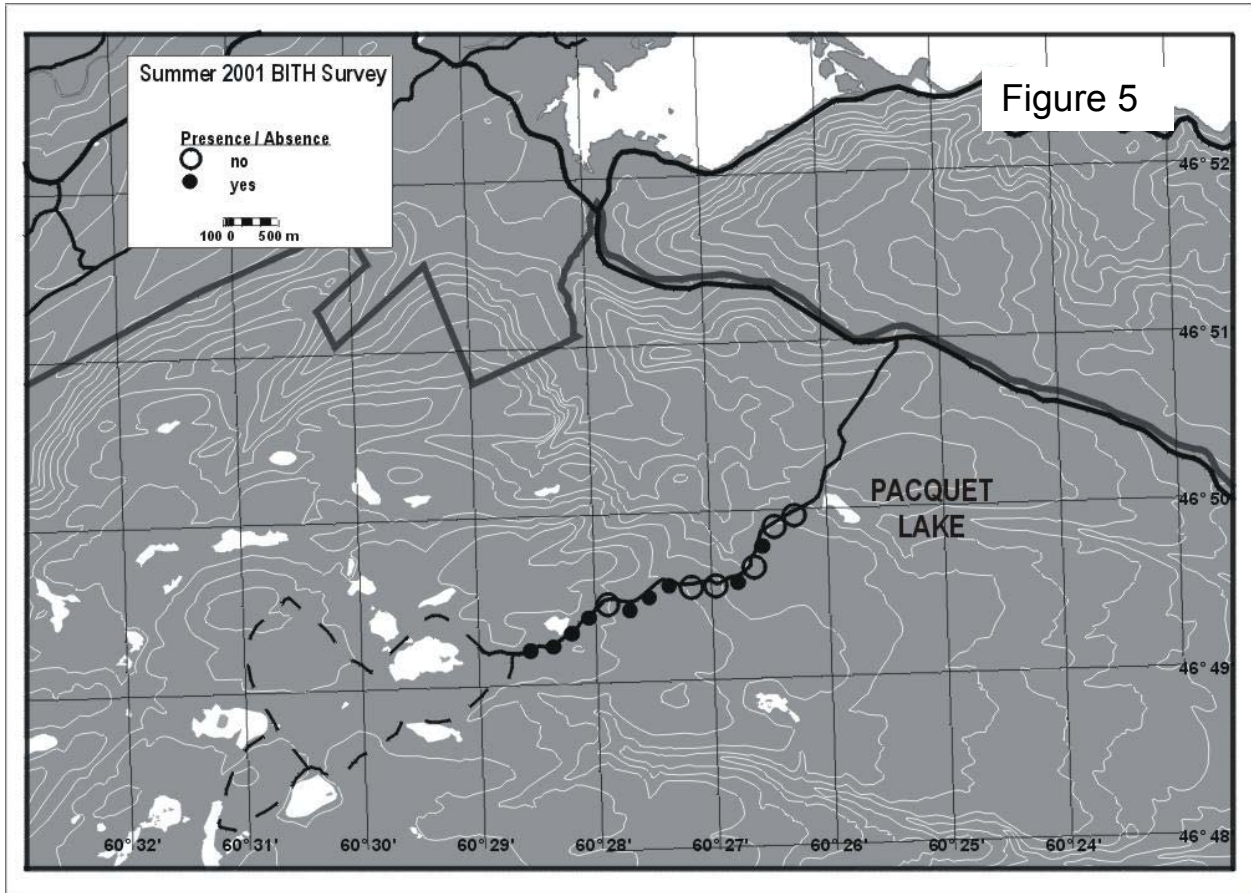 Summer 2001 BITH Survey
Presence / Absence
no
yes
100 0 500 m
Figure 5
46° 52
46° 51'
PACQUET
LAKE
46° 50
46° 49
46° 48'
60° 32' 60° 31' 60° 30' 60° 29' 60° 28' 60° 27' 60° 26' 60° 25' 60° 24'